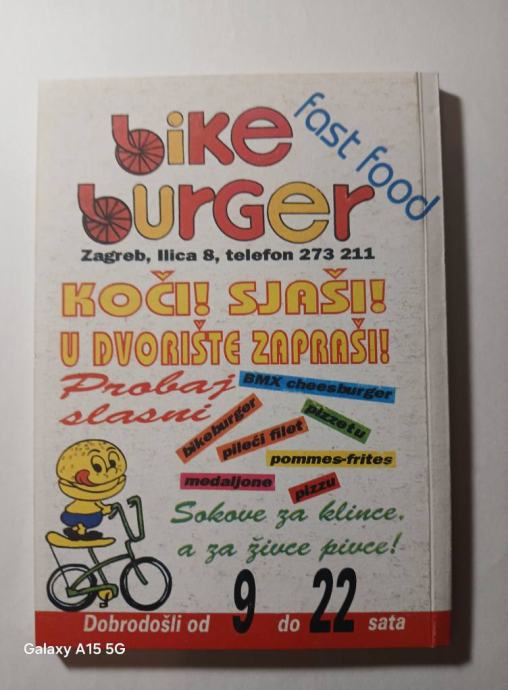 bike
burger
fast food
Zagreb, Ilica 8, telefon 273 211
KOČI! SJAŠI!
U DVORIŠTE ZAPRAŠI!
Probaj
slasni
BMX cheesburger
bikeburger
pizzetu
pileći filet
pommes-frites
medaljone
pizzu
Sokove za klince,
a za živce pivce!
Dobrodošli od 9 do 22 sata
Galaxy A15 5G